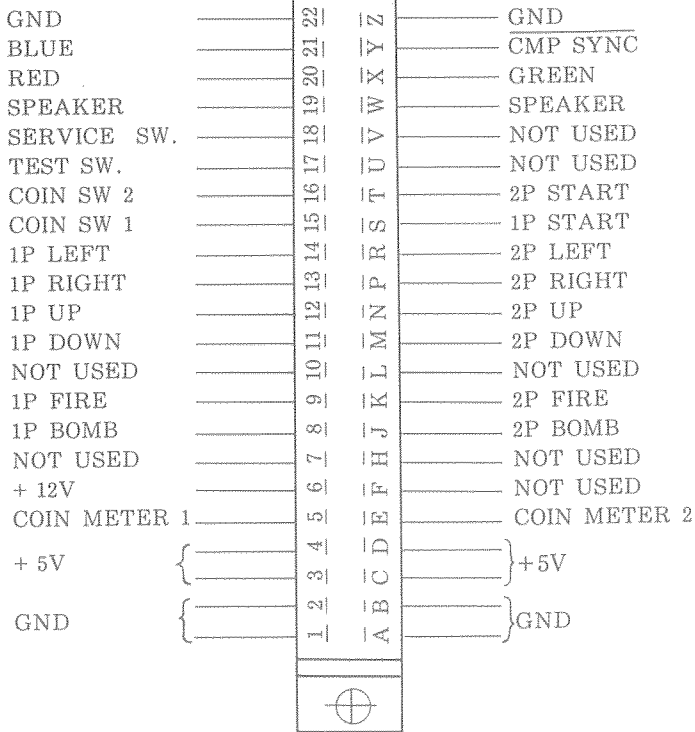 GND 22 Z GND
BLUE 21 Y CMP SYNC
RED 20 X GREEN
SPEAKER 19 W SPEAKER
SERVICE SW. 18 V NOT USED
TEST SW. 17 U NOT USED
COIN SW 2 16 T 2P START
COIN SW 1 15 S 1P START
1P LEFT 14 R 2P LEFT
1P RIGHT 13 P 2P RIGHT
1P UP 12 N 2P UP
1P DOWN 11 M 2P DOWN
NOT USED 10 L NOT USED
1P FIRE 9 K 2P FIRE
1P BOMB 8 J 2P BOMB
NOT USED 7 H NOT USED
+ 12V 6 F NOT USED
COIN METER 1 5 E COIN METER 2
4 D
+ 5V +5V
3 C
2 B
GND GND
1 A